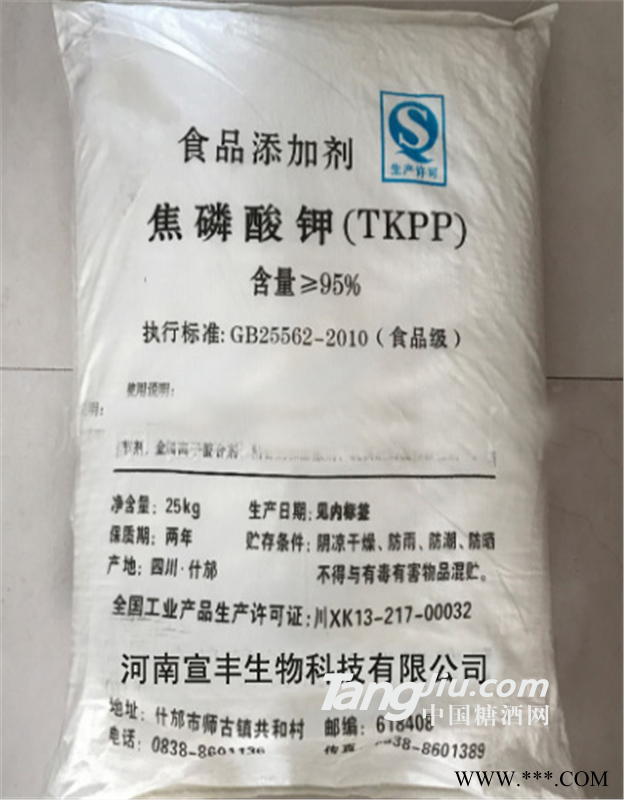 S
生产许可
食品添加剂
焦磷酸钾(TKPP)
含量≥95%
执行标准:GB25562-2010(食品级)
使用说明:
说明:
净含量: 25kg 生产日期:见内标签
保质期: 两年 贮存条件: 阴凉干燥、防雨、防潮、防晒
产地: 四川·什邡 不得与有毒有害物品混贮。
全国工业产品生产许可证:川XK13-217-00032
河南宣丰生物科技有限公司
TangJiu.com
中国糖酒网
地址: 什邡市师古镇共和村 邮编: 618408
电话: 0838-8601136 传真 0838-8601389
WWW.***.COM